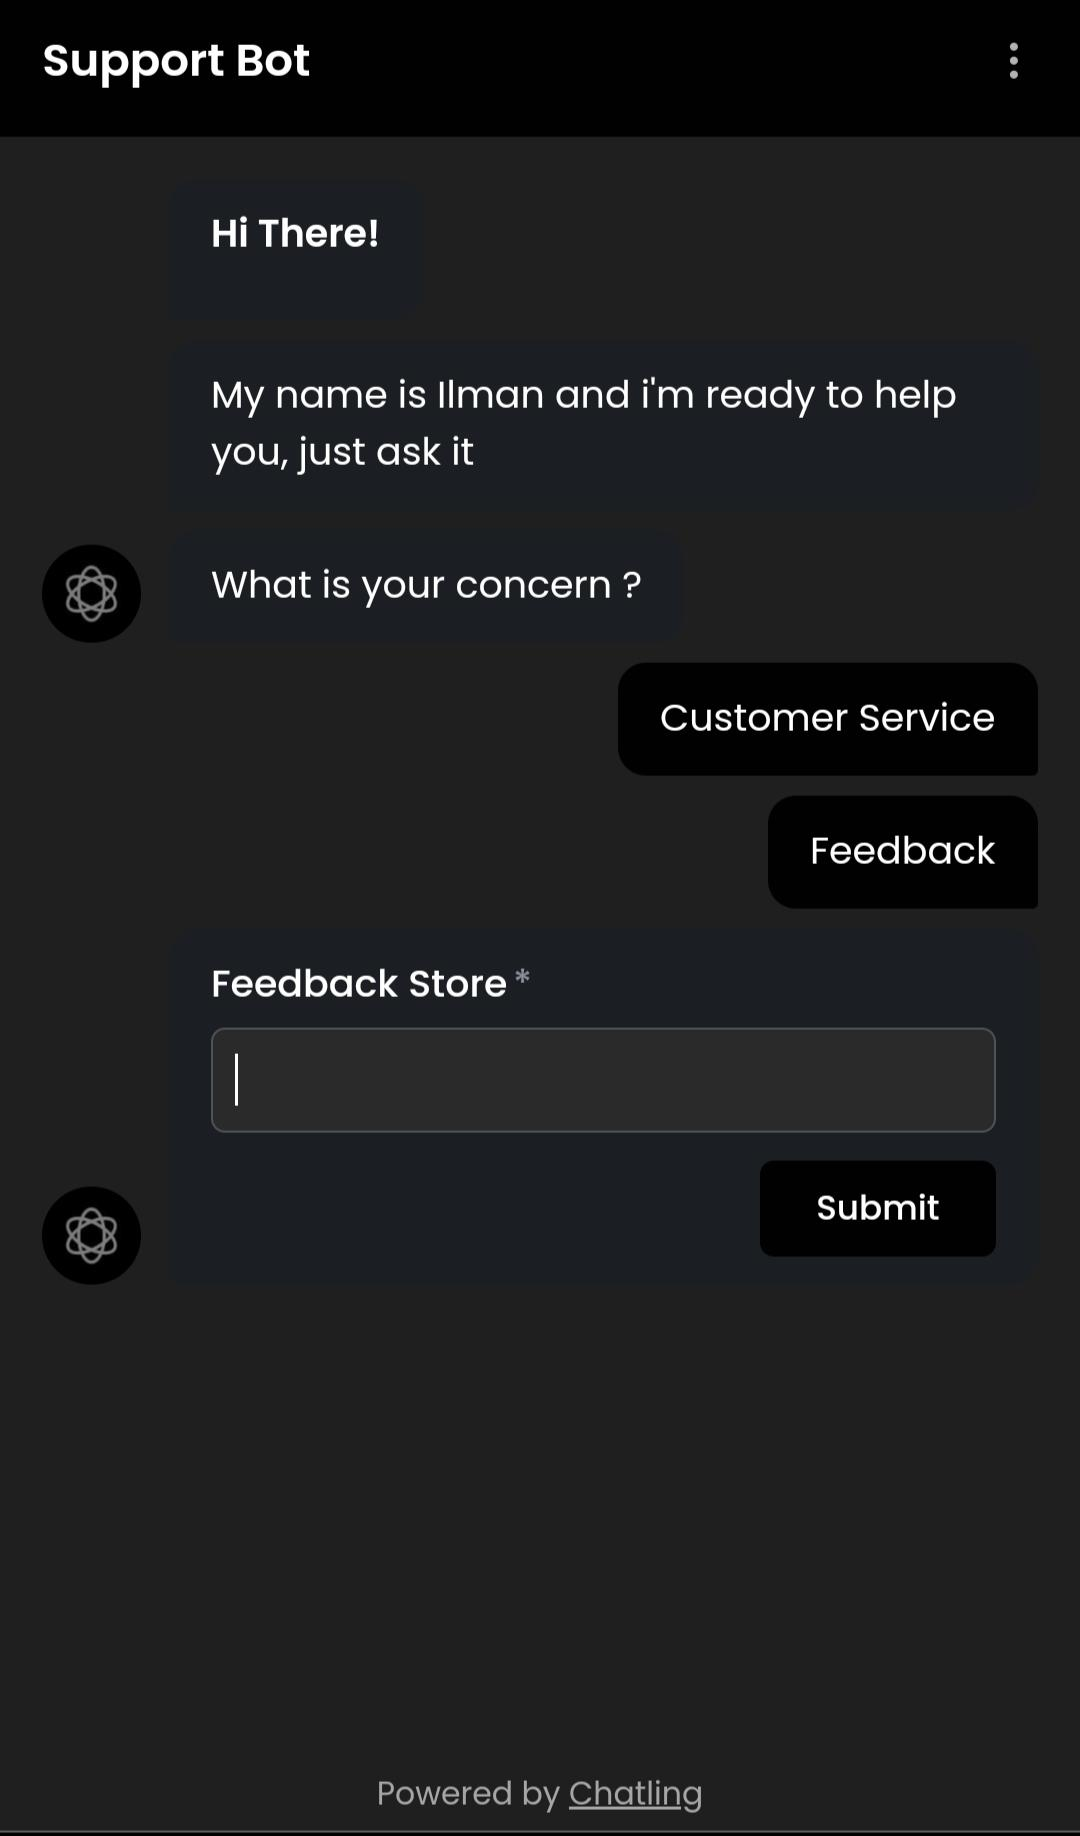 Support Bot
Hi There!
My name is Ilman and i'm ready to help
you, just ask it
What is your concern ?
Customer Service
Feedback
Feedback Store *
Submit
Powered by Chatling